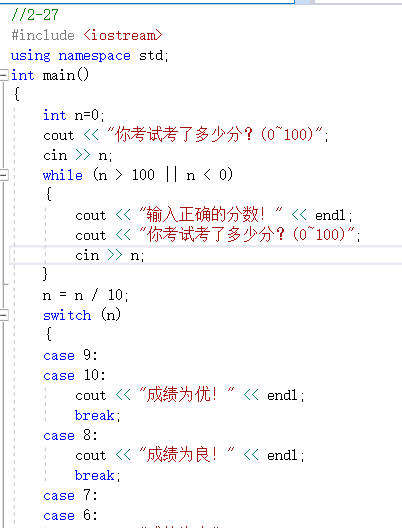 //2-27
#include <iostream>
using namespace std;
int main()
{
int n=0;
cout << "你考试考了多少分？(0~100)";
cin >> n;
while (n > 100 || n < 0)
{
cout << "输入正确的分数！" << endl;
cout << "你考试考了多少分？(0~100)";
cin >> n;
}
n = n / 10;
switch (n)
{
case 9:
case 10:
cout << "成绩为优！" << endl;
break;
case 8:
cout << "成绩为良！" << endl;
break;
case 7:
case 6: